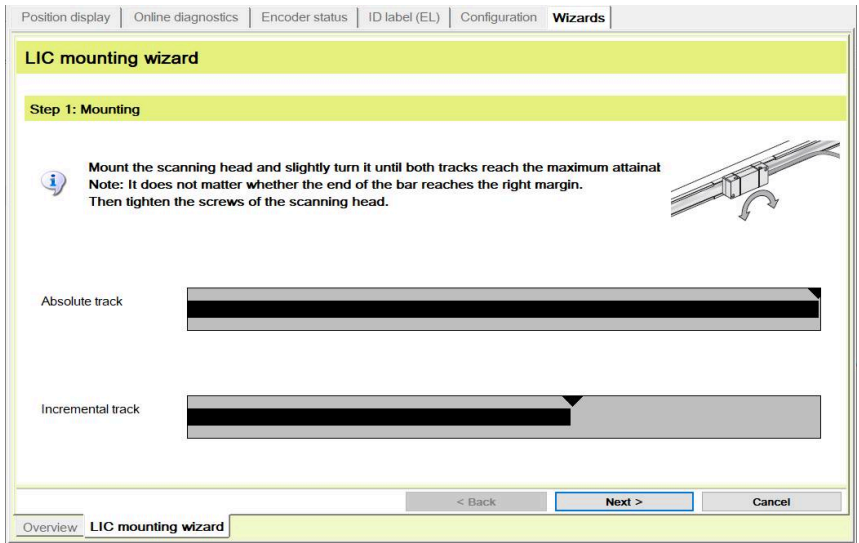 Position display Online diagnostics Encoder status ID label (EL) Configuration Wizards
LIC mounting wizard
Step 1: Mounting
Mount the scanning head and slightly turn it until both tracks reach the maximum attainabl
Note: It does not matter whether the end of the bar reaches the right margin.
Then tighten the screws of the scanning head.
Absolute track
Incremental track
< Back Next > Cancel
Overview LIC mounting wizard